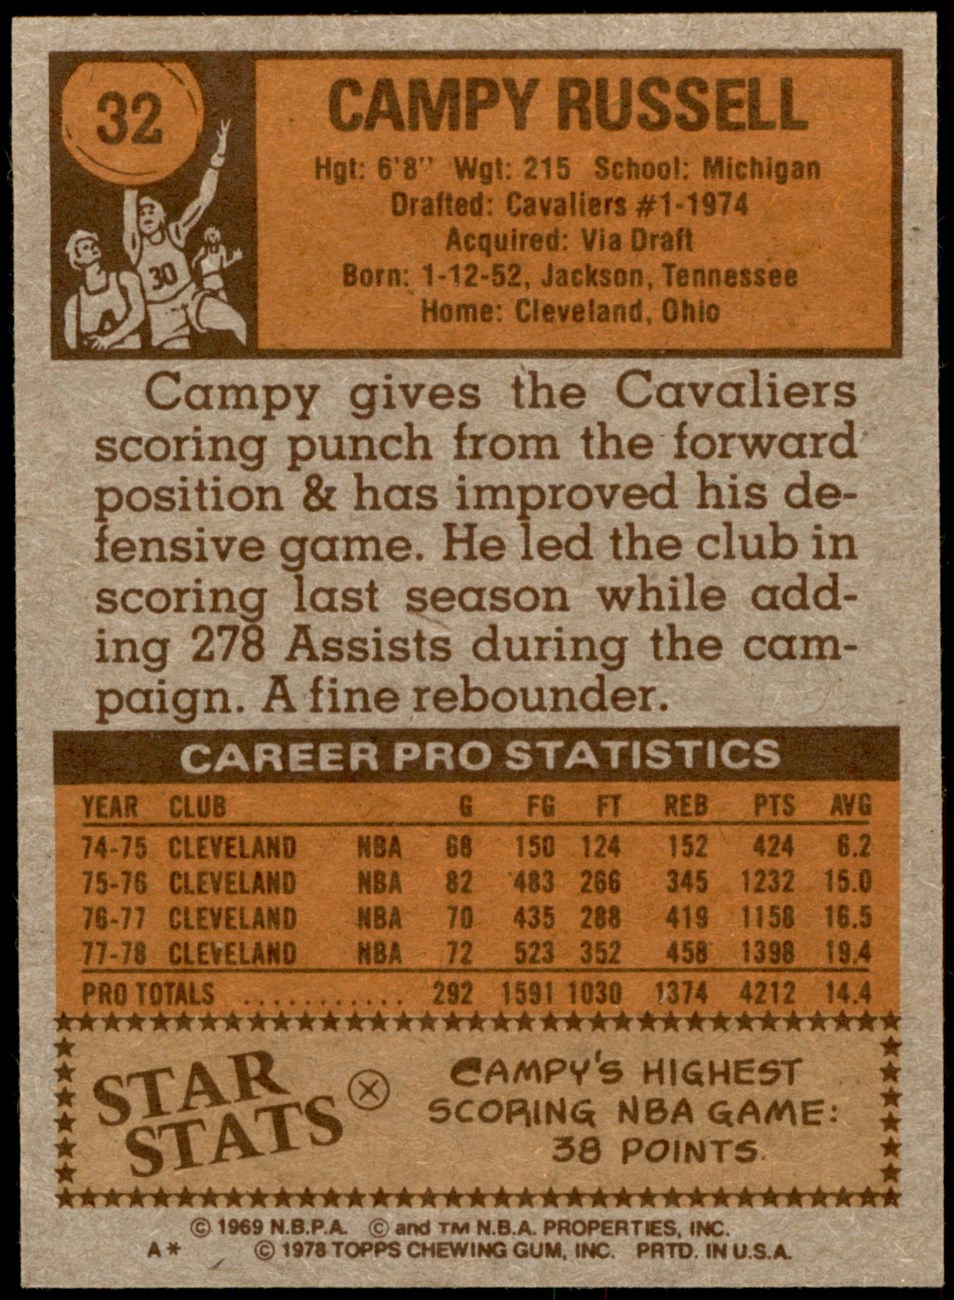 32
CAMPY RUSSELL
Hgt: 6'8" Wgt: 215 School: Michigan
Drafted: Cavaliers #1-1974
Acquired: Via Draft
Born: 1-12-52, Jackson, Tennessee
Home: Cleveland, Ohio
30
Campy gives the Cavaliers
scoring punch from the forward
position & has improved his de-
fensive game. He led the club in
scoring last season while add-
ing 278 Assists during the cam-
paign. A fine rebounder.
CAREER PRO STATISTICS
YEAR CLUB G FG FT REB PTS AVG
74-75 CLEVELAND NBA 68 150 124 152 424 6.2
75-76 CLEVELAND NBA 82 483 266 345 1232 15.0
76-77 CLEVELAND NBA 70 435 288 419 1158 16.5
77-78 CLEVELAND NBA 72 523 352 458 1398 19.4
PRO TOTALS ........... 292 1591 1030 1374 4212 14.4
STAR
STATS
CAMPY'S HIGHEST
SCORING NBA GAME:
38 POINTS.
© 1969 N.B.P.A. © and TM N.B.A. PROPERTIES, INC.
A* © 1978 TOPPS CHEWING GUM, INC. PRTD. IN U.S.A.